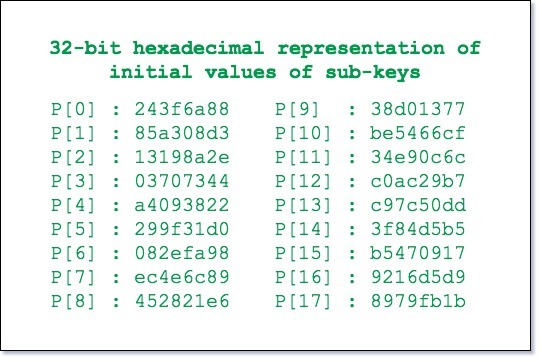 32-bit hexadecimal representation of
initial values of sub-keys
P[0] : 243f6a88 P[9] : 38d01377
P[1] : 85a308d3 P[10] : be5466cf
P[2] : 13198a2e P[11] : 34e90c6c
P[3] : 03707344 P[12] : c0ac29b7
P[4] : a4093822 P[13] : c97c50dd
P[5] : 299f31d0 P[14] : 3f84d5b5
P[6] : 082efa98 P[15] : b5470917
P[7] : ec4e6c89 P[16] : 9216d5d9
P[8] : 452821e6 P[17] : 8979fb1b